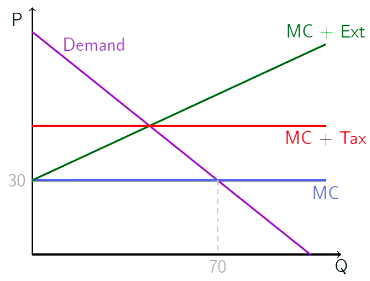 P
MC + Ext
Demand
MC + Tax
30
MC
70
Q